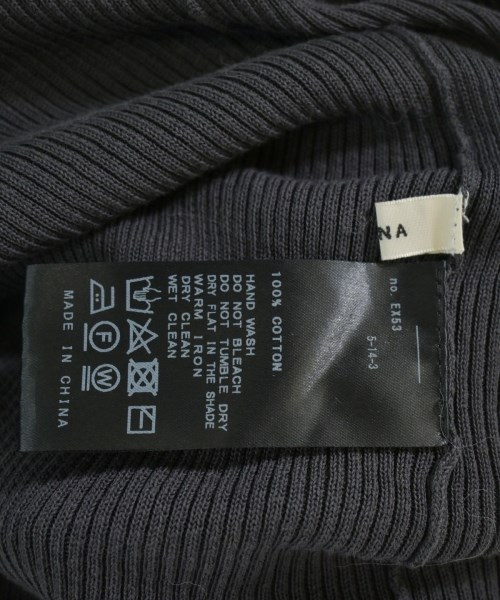 NA
no. EX53
5-14-3
100% COTTON.
HAND WASH
DO NOT BLEACH
DO NOT TUMBLE DRY
DRY FLAT IN THE SHADE
WARM IRON
DRY CLEAN
WET CLEAN
F
W
MADE IN CHINA